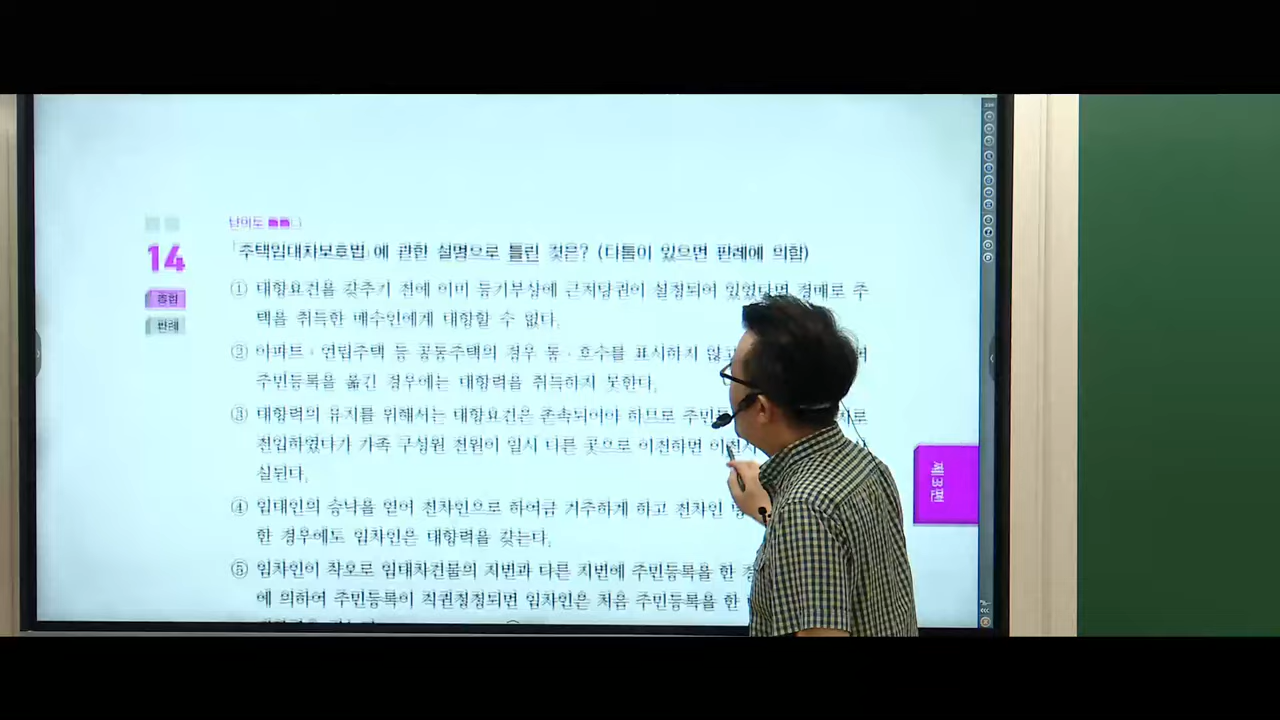 난이도
14
「주택임대차보호법」에 관한 설명으로 틀린 것은? (다툼이 있으면 판례에 의함)
종합
판례
① 대항요건을 갖추기 전에 이미 등기부상에 근저당권이 설정되어 있었다면 경매로 주
택을 취득한 매수인에게 대항할 수 없다.
② 아파트·연립주택 등 공동주택의 경우 동·호수를 표시하지 않고
주민등록을 옮긴 경우에는 대항력을 취득하지 못한다.
③ 대항력의 유지를 위해서는 대항요건은 존속되어야 하므로
전입하였다가 가족 구성원 전원이 일시 다른 곳으로 이전하면
실된다.
④ 임대인의 승낙을 얻어 전차인으로 하여금 거주하게 하고 전차인
한 경우에도 임차인은 대항력을 갖는다.
⑤ 임차인이 착오로 임대차건물의 지번과 다른 지번에 주민등록을 한
에 의하여 주민등록이 직권정정되면 임차인은 처음 주민등록을 한
제3편